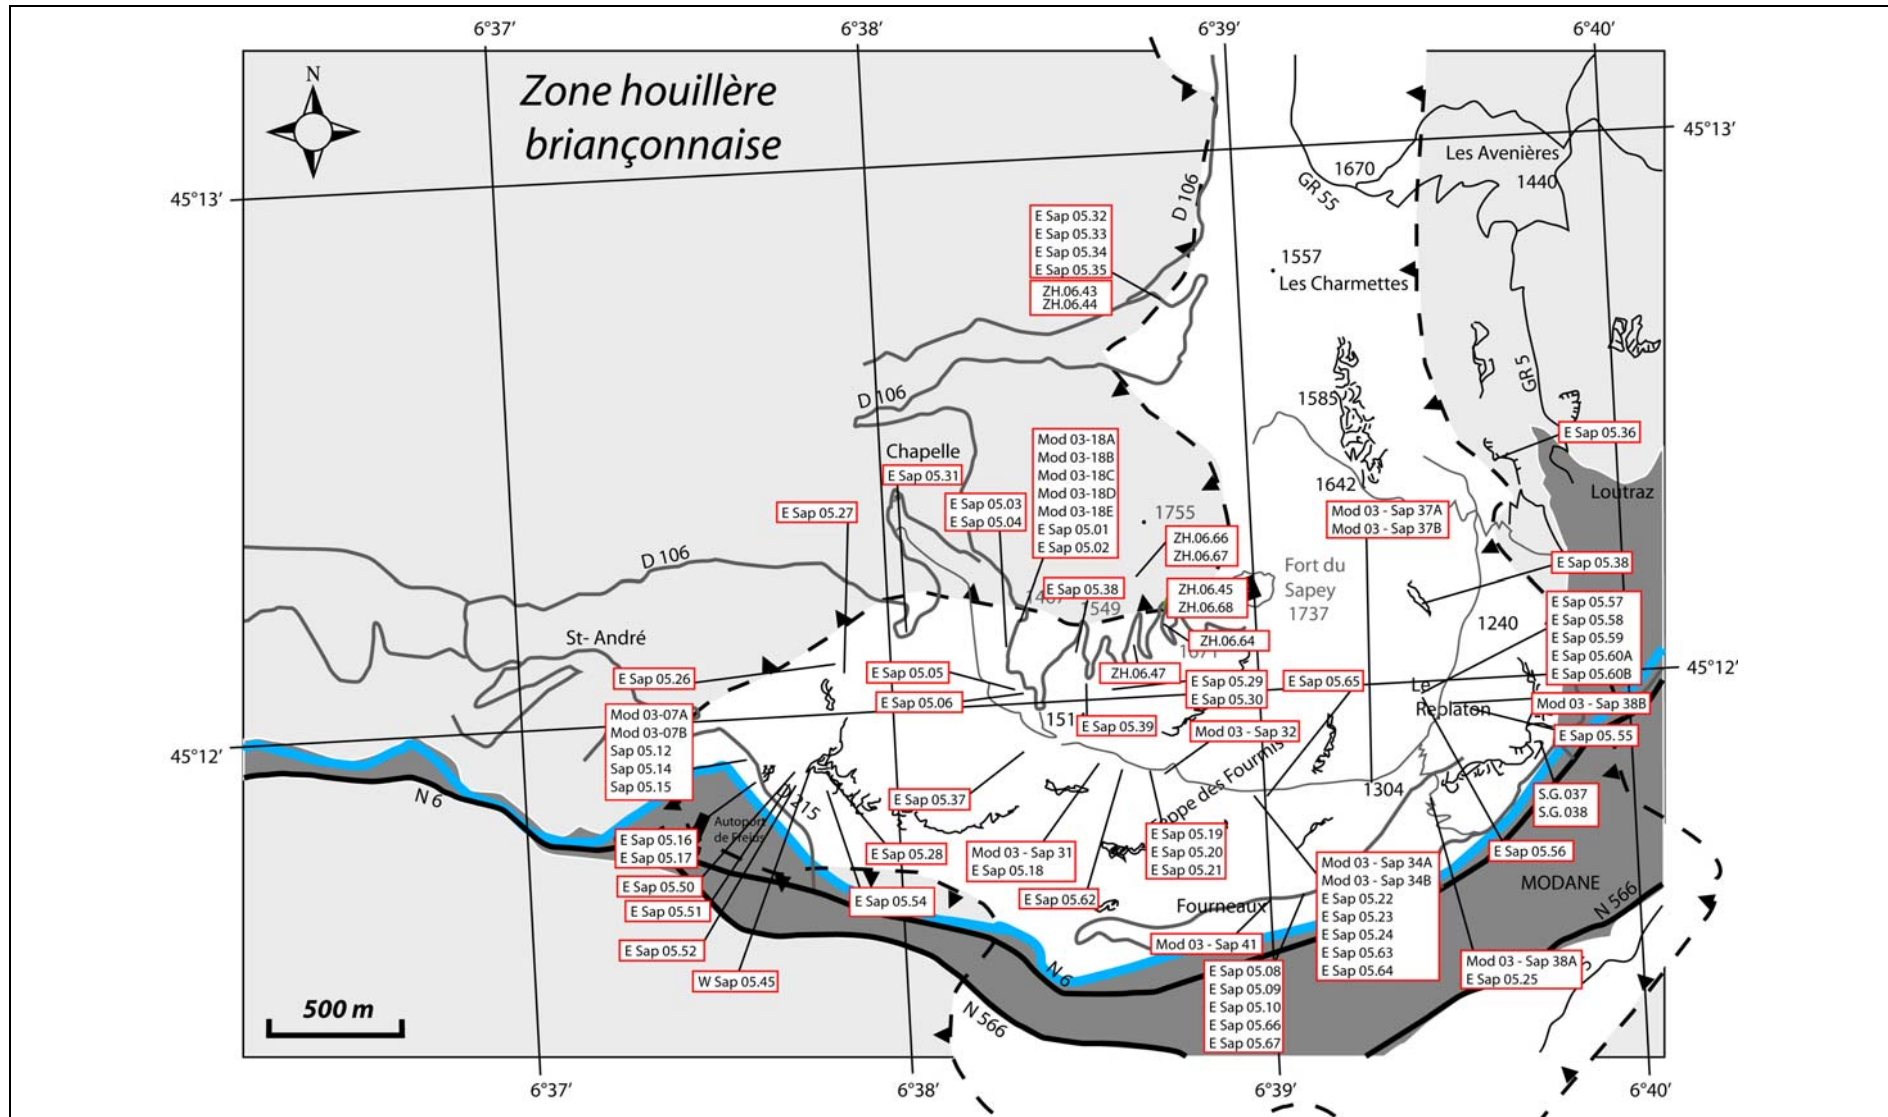 6°37’
6°38’
6°39’
6°40’
N
Zone houillère
briançonnaise
45°13’
45°13’
Les Avenières
1670
1440
GR 55
D 106
E Sap 05.32
E Sap 05.33
E Sap 05.34
E Sap 05.35
ZH.06.43
ZH.06.44
1557
Les Charmettes
GR 5
D 106
1585
Chapelle
E Sap 05.31
Mod 03-18A
Mod 03-18B
Mod 03-18C
Mod 03-18D
Mod 03-18E
E Sap 05.01
E Sap 05.02
E Sap 05.36
Loutraz
1642
E Sap 05.27
E Sap 05.03
E Sap 05.04
1755
Mod 03 - Sap 37A
Mod 03 - Sap 37B
ZH.06.66
ZH.06.67
D 106
Fort du
Sapey
1737
E Sap 05.38
E Sap 05.38
ZH.06.45
ZH.06.68
1549
1240
E Sap 05.57
E Sap 05.58
E Sap 05.59
E Sap 05.60A
E Sap 05.60B
St- André
ZH.06.64
1671
45°12’
E Sap 05.26
E Sap 05.05
ZH.06.47
E Sap 05.29
E Sap 05.30
E Sap 05.65
Le
Replaton
E Sap 05.06
Mod 03 - Sap 38B
Mod 03-07A
Mod 03-07B
Sap 05.12
Sap 05.14
Sap 05.15
151
E Sap 05.39
Mod 03 - Sap 32
E Sap 05.55
45°12’
N 6
215
E Sap 05.37
des Fourmis
1304
S.G. 037
S.G. 038
Autoport
de Frejus
E Sap 05.16
E Sap 05.17
E Sap 05.28
Mod 03 - Sap 31
E Sap 05.18
E Sap 05.19
E Sap 05.20
E Sap 05.21
E Sap 05.56
E Sap 05.50
E Sap 05.51
E Sap 05.54
E Sap 05.62
Fourneaux
Mod 03 - Sap 34A
Mod 03 - Sap 34B
E Sap 05.22
E Sap 05.23
E Sap 05.24
E Sap 05.63
E Sap 05.64
MODANE
N 566
E Sap 05.52
Mod 03 - Sap 41
W Sap 05.45
N 6
E Sap 05.08
E Sap 05.09
E Sap 05.10
E Sap 05.66
E Sap 05.67
Mod 03 - Sap 38A
E Sap 05.25
500 m
N 566
6°37’
6°38’
6°39’
6°40’